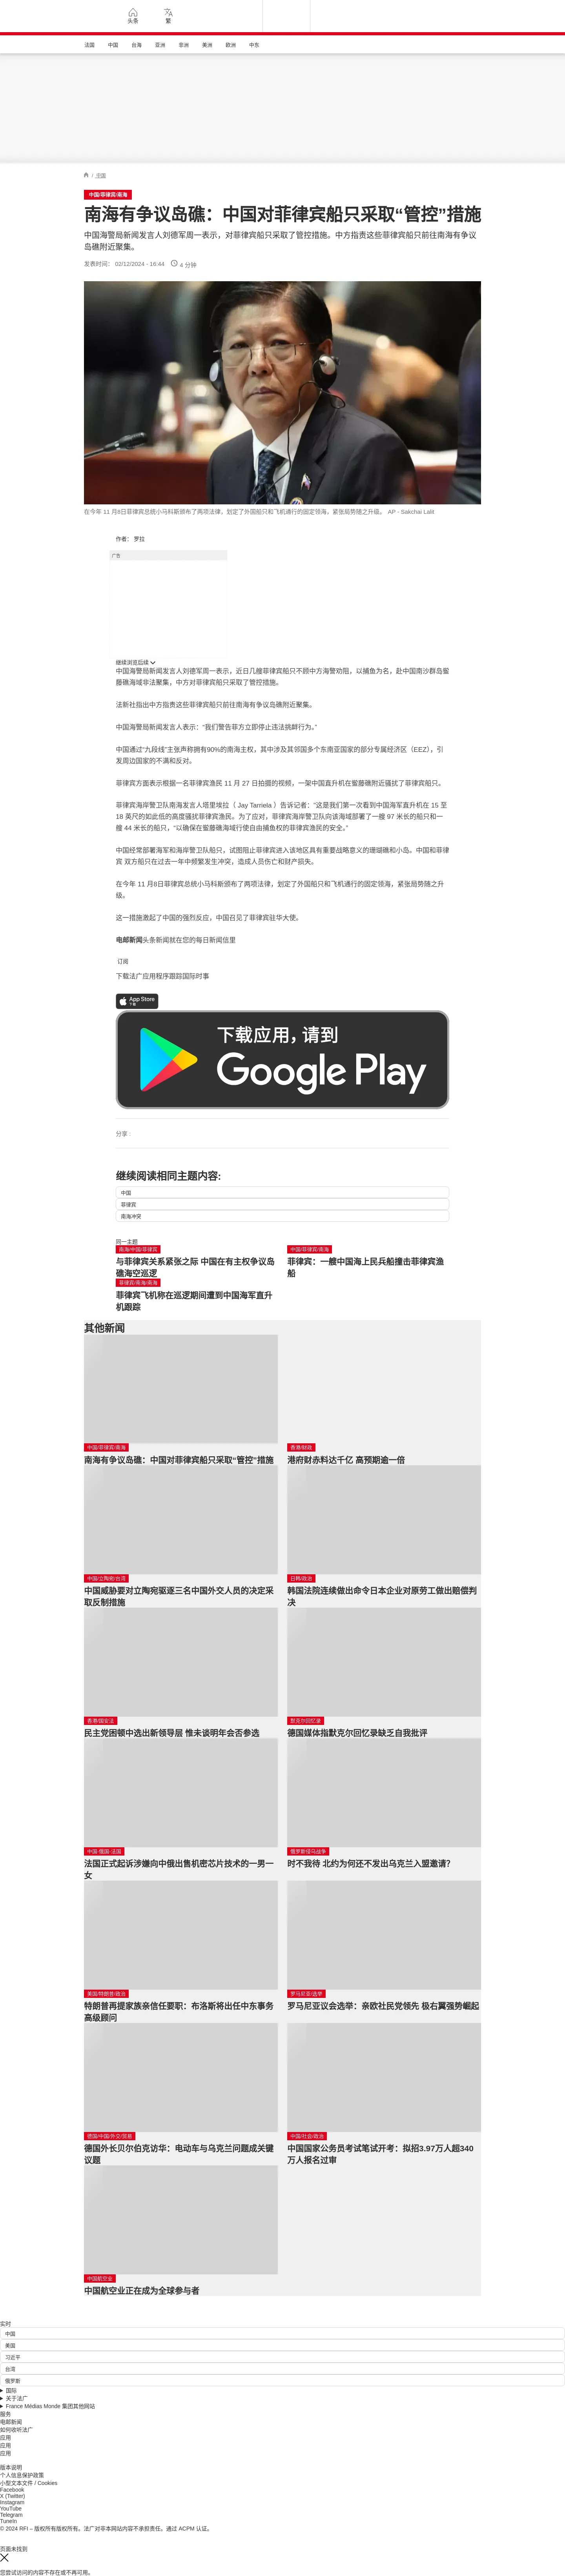 头条
繁
法国
中国
台海
亚洲
非洲
美洲
欧洲
中东
/ 中国
中国/菲律宾/南海
南海有争议岛礁：中国对菲律宾船只采取“管控”措施
中国海警局新闻发言人刘德军周一表示，对菲律宾船只采取了管控措施。中方指责这些菲律宾船只前往南海有争议
岛礁附近聚集。
发表时间： 02/12/2024 - 16:44
4 分钟
在今年 11 月8日菲律宾总统小马科斯颁布了两项法律，划定了外国船只和飞机通行的固定领海，紧张局势随之升级。 AP - Sakchai Lalit
作者： 罗拉
广告
继续浏览后续
中国海警局新闻发言人刘德军周一表示，近日几艘菲律宾船只不顾中方海警劝阻，以捕鱼为名，赴中国南沙群岛鲎
藤礁海域非法聚集，中方对菲律宾船只采取了管控措施。
法新社指出中方指责这些菲律宾船只前往南海有争议岛礁附近聚集。
中国海警局新闻发言人表示：“我们警告菲方立即停止违法挑衅行为。”
中国通过“九段线”主张声称拥有90%的南海主权，其中涉及其邻国多个东南亚国家的部分专属经济区（EEZ），引
发周边国家的不满和反对。
菲律宾方面表示根据一名菲律宾渔民 11 月 27 日拍摄的视频，一架中国直升机在鲎藤礁附近骚扰了菲律宾船只。
菲律宾海岸警卫队南海发言人塔里埃拉（ Jay Tarriela ）告诉记者：“这是我们第一次看到中国海军直升机在 15 至
18 英尺的如此低的高度骚扰菲律宾渔民。为了应对，菲律宾海岸警卫队向该海域部署了一艘 97 米长的船只和一
艘 44 米长的船只，“以确保在鲎藤礁海域行使自由捕鱼权的菲律宾渔民的安全。”
中国经常部署海军和海岸警卫队船只，试图阻止菲律宾进入该地区具有重要战略意义的珊瑚礁和小岛。中国和菲律
宾 双方船只在过去一年中频繁发生冲突，造成人员伤亡和财产损失。
在今年 11 月8日菲律宾总统小马科斯颁布了两项法律，划定了外国船只和飞机通行的固定领海，紧张局势随之升
级。
这一措施激起了中国的强烈反应，中国召见了菲律宾驻华大使。
电邮新闻头条新闻就在您的每日新闻信里
订阅
下载法广应用程序跟踪国际时事
App Store
下载
下载应用，请到
Google Play
分享 :
继续阅读相同主题内容:
中国
菲律宾
南海冲突
同一主题
南海/中国/菲律宾
与菲律宾关系紧张之际 中国在有主权争议岛
礁海空巡逻
中国/菲律宾/南海
菲律宾：一艘中国海上民兵船撞击菲律宾渔
船
菲律宾/南海/南海
菲律宾飞机称在巡逻期间遭到中国海军直升
机跟踪
其他新闻
中国/菲律宾/南海
南海有争议岛礁：中国对菲律宾船只采取“管控”措施
香港/财政
港府财赤料达千亿 高预期逾一倍
中国/立陶宛/台湾
中国威胁要对立陶宛驱逐三名中国外交人员的决定采
取反制措施
日韩/政治
韩国法院连续做出命令日本企业对原劳工做出赔偿判
决
香港/国安法
民主党困顿中选出新领导层 惟未谈明年会否参选
默克尔回忆录
德国媒体指默克尔回忆录缺乏自我批评
中国-俄国-法国
法国正式起诉涉嫌向中俄出售机密芯片技术的一男一
女
俄罗斯侵乌战争
时不我待 北约为何还不发出乌克兰入盟邀请?
美国/特朗普/政治
特朗普再提家族亲信任要职：布洛斯将出任中东事务
高级顾问
罗马尼亚/选举
罗马尼亚议会选举：亲欧社民党领先 极右翼强势崛起
德国/中国/外交/贸易
德国外长贝尔伯克访华：电动车与乌克兰问题成关键
议题
中国/社会/政治
中国国家公务员考试笔试开考：拟招3.97万人超340
万人报名过审
中国航空业
中国航空业正在成为全球参与者
实时
中国
美国
习近平
台湾
俄罗斯
国际
关于法广
France Médias Monde 集团其他网站
服务
电邮新闻
如何收听法广
应用
应用
应用
版本说明
个人信息保护政策
小型文本文件 / Cookies
Facebook
X (Twitter)
Instagram
YouTube
Telegram
TuneIn
© 2024 RFI – 版权所有版权所有。法广对非本网站内容不承担责任。通过 ACPM 认证。
页面未找到
您尝试访问的内容不存在或不再可用。